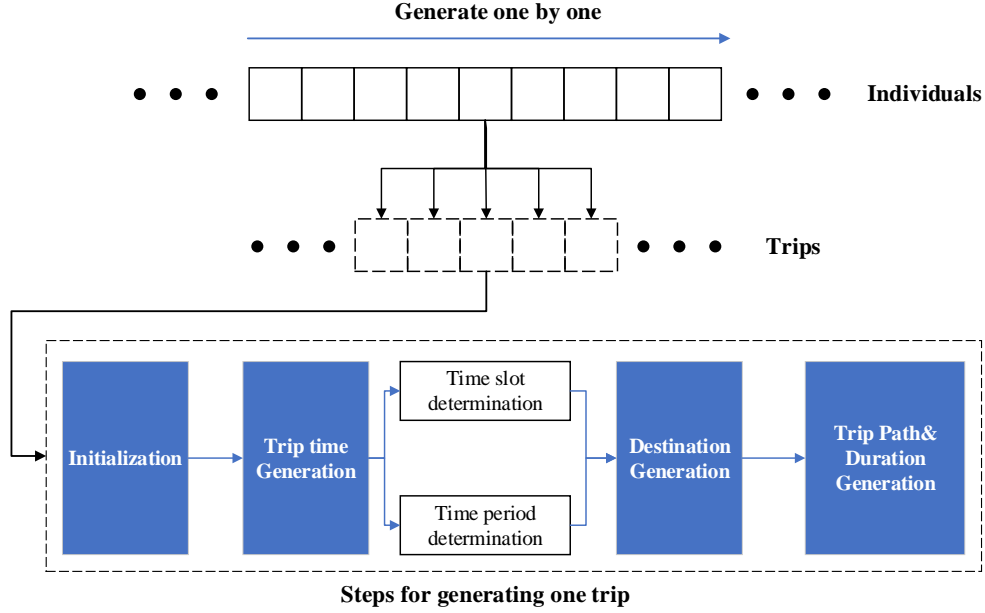 Generate one by one
Individuals
Trips
Initialization
Trip time
Generation
Time slot
determination
Time period
determination
Destination
Generation
Trip Path&
Duration
Generation
Steps for generating one trip